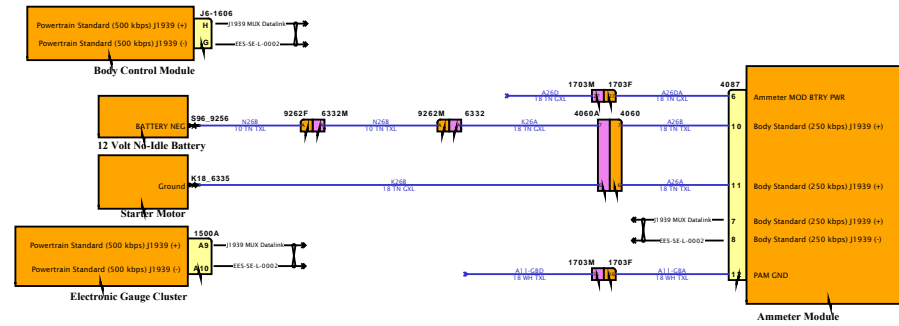 J6-1606
Powertrain Standard (500 kbps) J1939 (+)
H
J1939 MUX Datalink
Powertrain Standard (500 kbps) J1939 (-)
G
EES-SE-L-0002
Body Control Module
1703M 1703F
4087
A26D
18 TN GXL
A26DA
18 TN GXL
6
Ammeter MOD BTRY PWR
BATTERY NEG
S96_9256
N26B
10 TN TXL
9262F 6332M
N26B
10 TN TXL
9262M 6332
K26A
18 TN GXL
4060A 4060
A26B
18 TN TXL
10
Body Standard (250 kbps) J1939 (+)
12 Volt No-Idle Battery
Ground
K18_6335
K26B
18 TN GXL
A26A
18 TN TXL
11
Body Standard (250 kbps) J1939 (+)
Starter Motor
J1939 MUX Datalink
7
Body Standard (250 kbps) J1939 (+)
EES-SE-L-0002
8
Body Standard (250 kbps) J1939 (-)
1500A
Powertrain Standard (500 kbps) J1939 (+)
A9
J1939 MUX Datalink
Powertrain Standard (500 kbps) J1939 (-)
A10
EES-SE-L-0002
Electronic Gauge Cluster
A11-G8D
18 WH TXL
1703M 1703F
A11-G8A
18 WH TXL
12
PAM GND
Ammeter Module